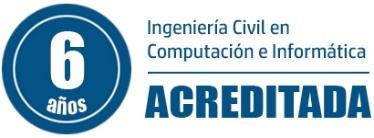 6
años
Ingeniería Civil en
Computación e Informática
ACREDITADA